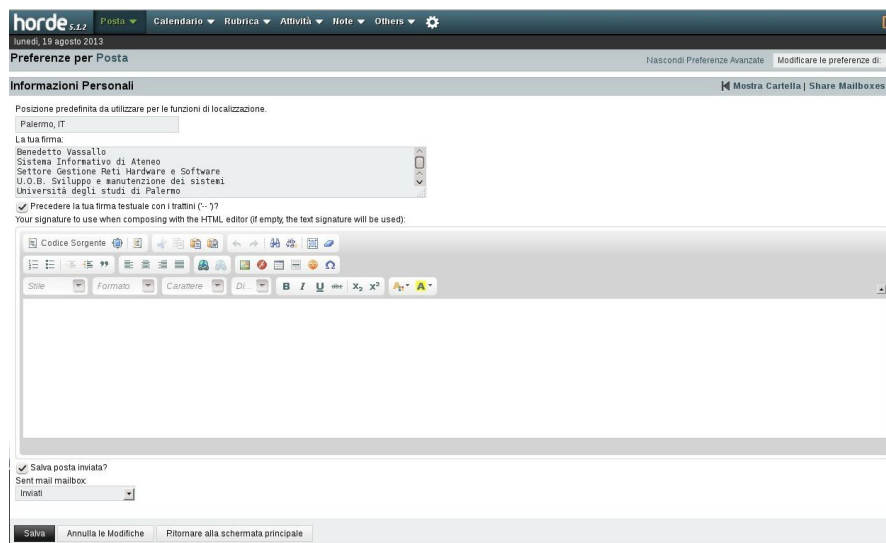 horde 5.1.2 Posta Calendario Rubrica Attività Note Others
lunedì, 19 agosto 2013
Preferenze per Posta Nascondi Preferenze Avanzate Modificare le preferenze di:
Informazioni Personali Mostra Cartella | Share Mailboxes
Posizione predefinita da utilizzare per le funzioni di localizzazione.
Palermo, IT
La tua firma:
Benedetto Vassallo
Sistema Informativo di Ateneo
Settore Gestione Reti Hardware e Software
U.O.B. Sviluppo e manutenzione dei sistemi
Università degli studi di Palermo
Precedere la tua firma testuale con i trattini ('-- ')?
Your signature to use when composing with the HTML editor (if empty, the text signature will be used):
Codice Sorgente
Stile Formato Carattere Di... B I U abc X₂ X² A A
Salva posta inviata?
Sent mail mailbox:
Inviati
Salva Annulla le Modifiche Ritornare alla schermata principale